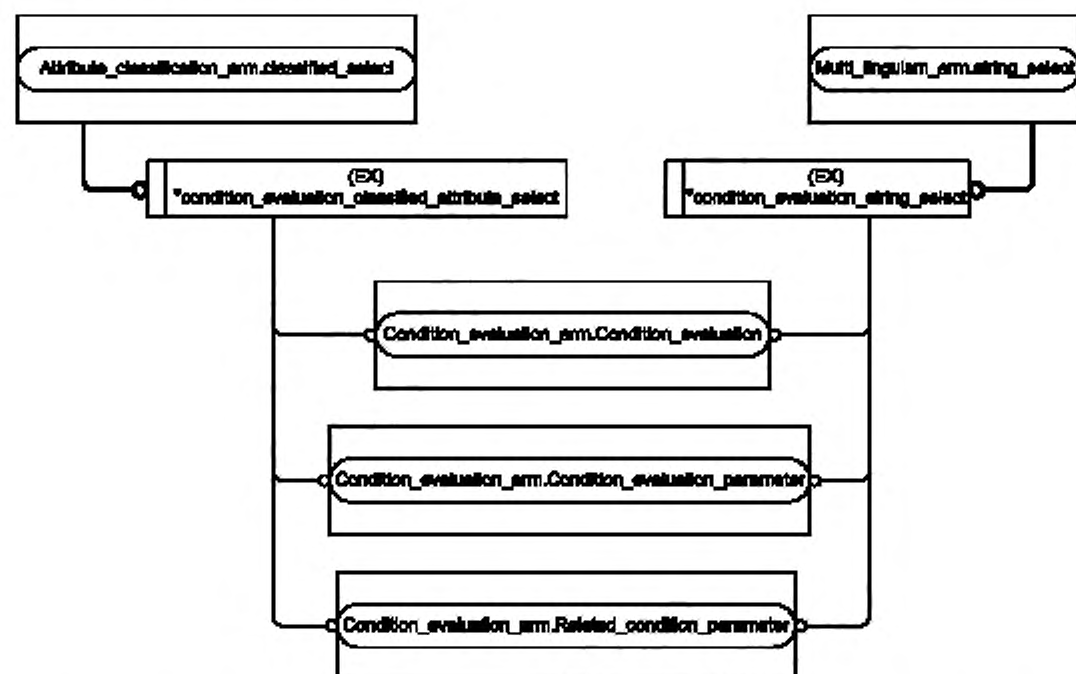 Attribute_classification_arm.classified_select
Multi_linguism_arm.string_select
(EX)
*condition_evaluation_classified_attribute_select
(EX)
*condition_evaluation_string_select
Condition_evaluation_arm.Condition_evaluation
Condition_evaluation_arm.Condition_evaluation_parameter
Condition_evaluation_arm.Related_condition_parameter